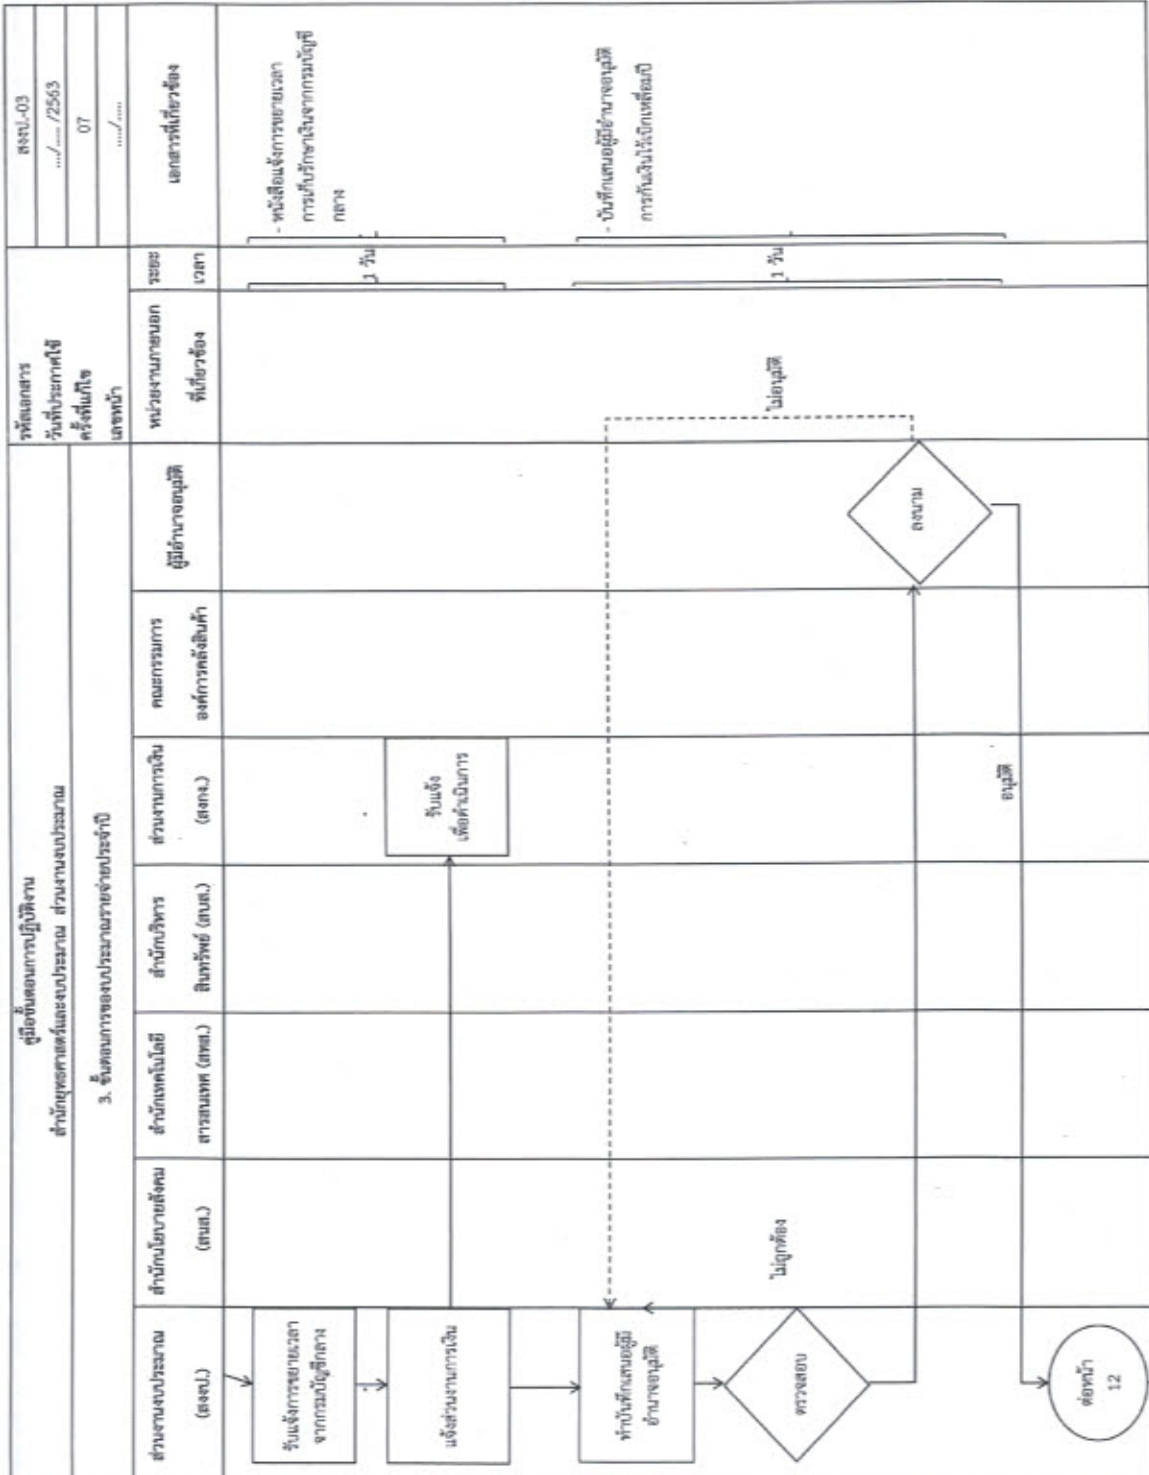 คู่มือขั้นตอนการปฏิบัติงาน
สำนักยุทธศาสตร์และงบประมาณ ส่วนงานงบประมาณ
3. ขั้นตอนการของบประมาณรายจ่ายประจำปี
รหัสเอกสาร
สงงป.-03
วันที่ประกาศใช้
.../...../2563
ครั้งที่แก้ไข
07
เลขหน้า
...../.....
ส่วนงานงบประมาณ
(สงงป.)
สำนักนโยบายสังคม
(สนส.)
สำนักเทคโนโลยี
สารสนเทศ (สทส.)
สำนักบริหาร
สินทรัพย์ (สบส.)
ส่วนงานการเงิน
(สงกง.)
คณะกรรมการ
องค์การคลังสินค้า
ผู้มีอำนาจอนุมัติ
หน่วยงานภายนอก
ที่เกี่ยวข้อง
ระยะ
เวลา
เอกสารที่เกี่ยวข้อง
รับแจ้งการขยายเวลา
จากกรมบัญชีกลาง
แจ้งส่วนงานการเงิน
รับแจ้ง
เพื่อดำเนินการ
1 วัน
- หนังสือแจ้งการขยายเวลา
การเก็บรักษาเงินจากกรมบัญชี
กลาง
ทำบันทึกเสนอผู้มี
อำนาจอนุมัติ
ไม่ถูกต้อง
ตรวจสอบ
ไม่อนุมัติ
ลงนาม
1 วัน
- บันทึกเสนอผู้มีอำนาจอนุมัติ
การกันเงินไว้เบิกเหลื่อมปี
อนุมัติ
ต่อหน้า
12